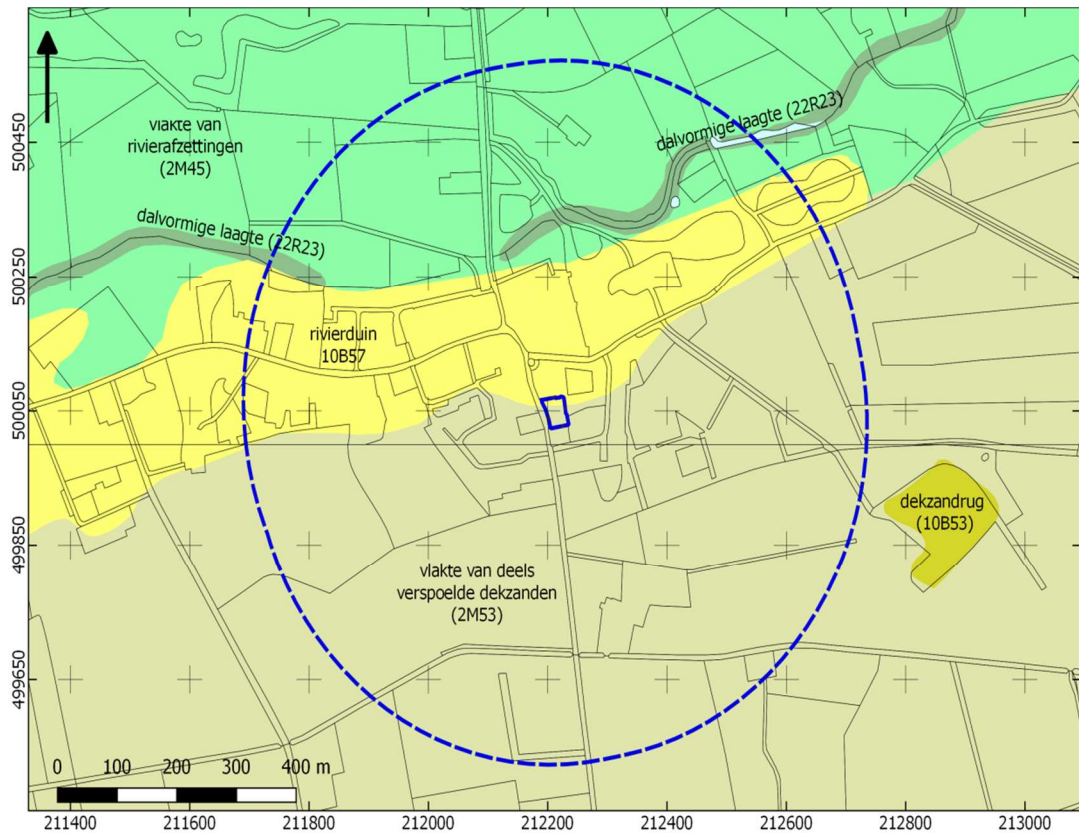 vlakte van
rivierafzettingen
(2M45)
dalvormige laagte (22R23)
dalvormige laagte (22R23)
rivierduin
10B57
dekzandrug
(10B53)
vlakte van deels
verspoelde dekzanden
(2M53)
500450
500250
500050
499850
499650
0 100 200 300 400 m
211400 211600 211800 212000 212200 212400 212600 212800 213000